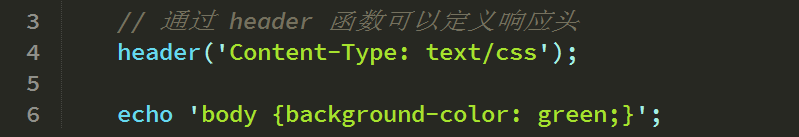 3 // 通过 header 函数可以定义响应头
4 header('Content-Type: text/css');
5
6 echo 'body {background-color: green;}';